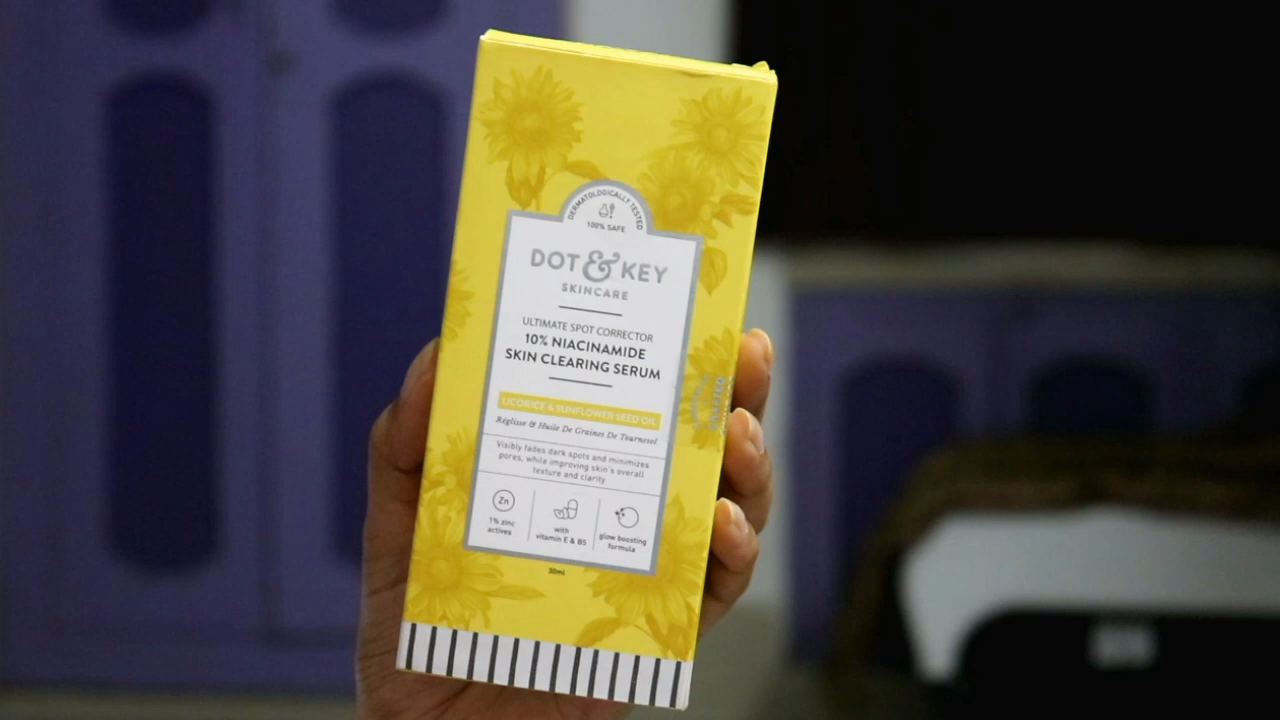 DERMATOLOGICALLY TESTED
100% SAFE
DOT & KEY
SKINCARE
ULTIMATE SPOT CORRECTOR
10% NIACINAMIDE
SKIN CLEARING SERUM
LICORICE & SUNFLOWER SEED OIL
Réglisse & Huile De Graines De Tournesol
Visibly fades dark spots and minimizes
pores, while improving skin's overall
texture and clarity
Zn
1% zinc
actives
with
vitamin E & B5
glow boosting
formula
30ml